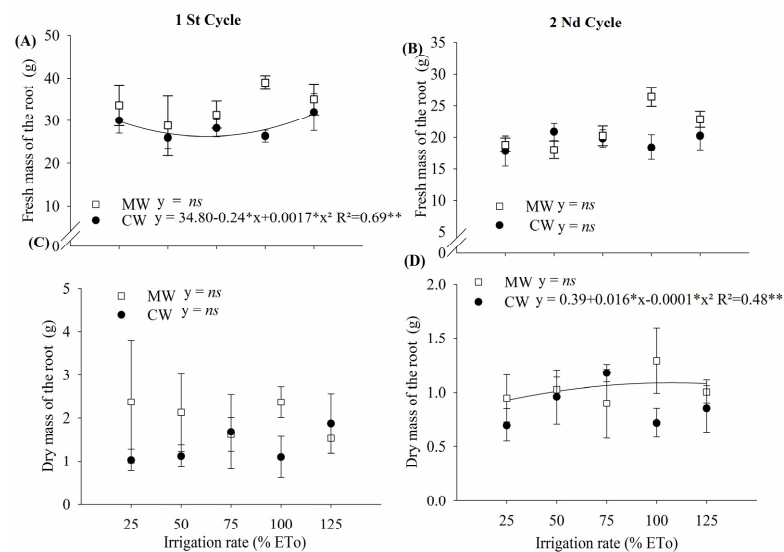 1 St Cycle
2 Nd Cycle
(A)
Fresh mass of the root (g)
50
40
30
20
10
0
MW y = ns
CW y = 34.80-0.24*x+0.0017*x² R²=0.69**
(B)
Fresh mass of the root (g)
35
30
25
20
15
10
5
0
MW y = ns
CW y = ns
(C)
Dry mass of the root (g)
5
4
3
2
1
0
MW y = ns
CW y = ns
25 50 75 100 125
Irrigation rate (% ETo)
(D)
Dry mass of the root (g)
2.0
1.5
1.0
0.5
0.0
MW y = ns
CW y = 0.39+0.016*x-0.0001*x² R²=0.48**
25 50 75 100 125
Irrigation rate (% ETo)